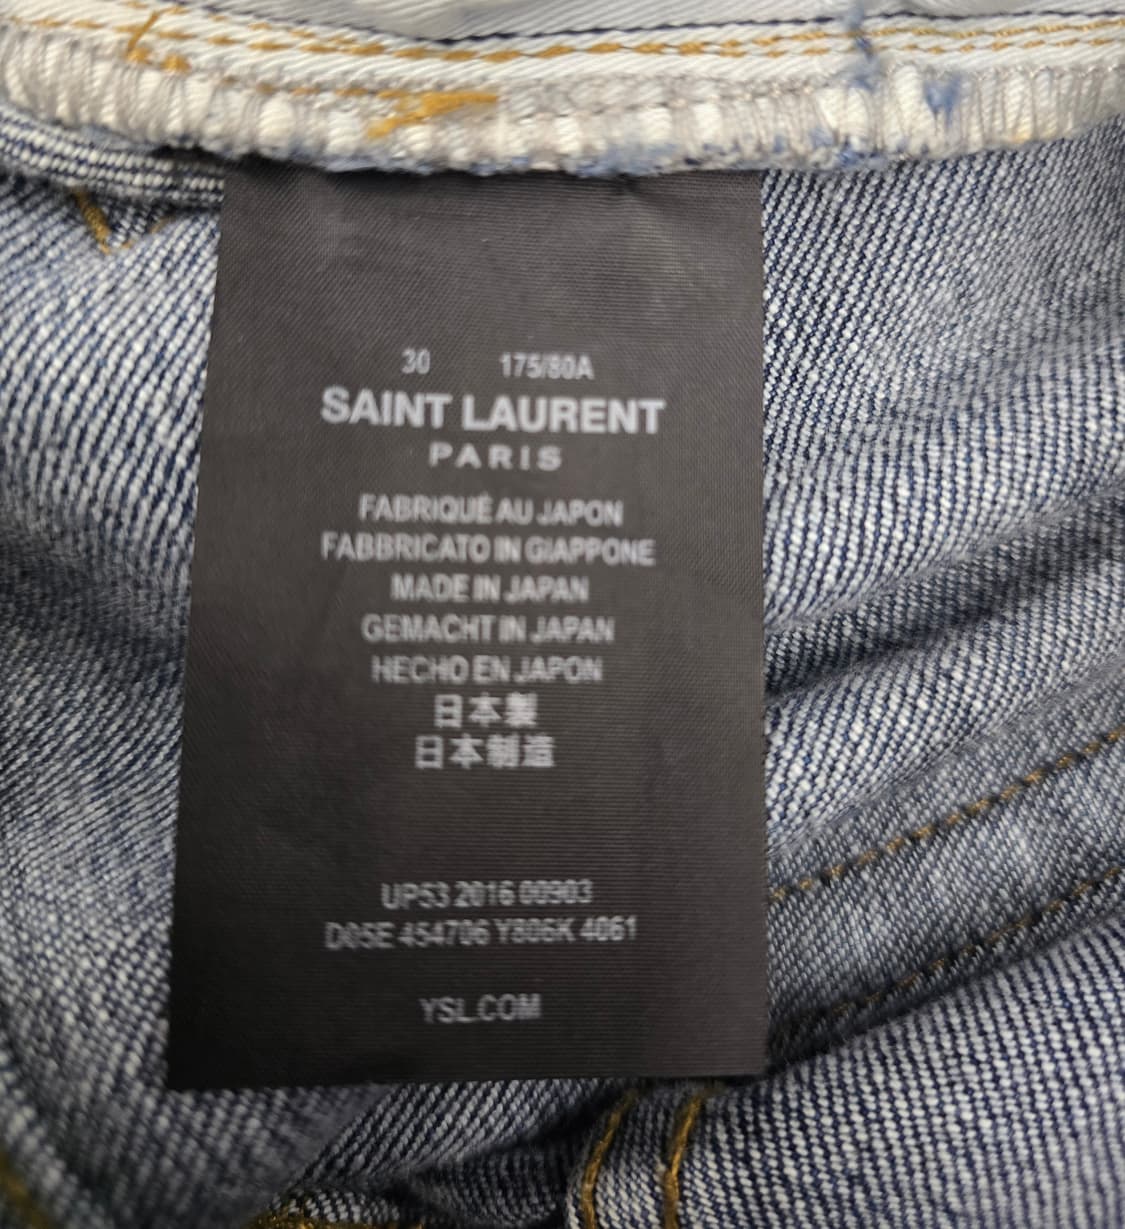 30 175/80A
SAINT LAURENT
PARIS
FABRIQUÉ AU JAPON
FABBRICATO IN GIAPPONE
MADE IN JAPAN
GEMACHT IN JAPAN
HECHO EN JAPON
日本製
日本制造
UP53 2016 00903
D05E 454706 Y806K 4061
YSL.COM